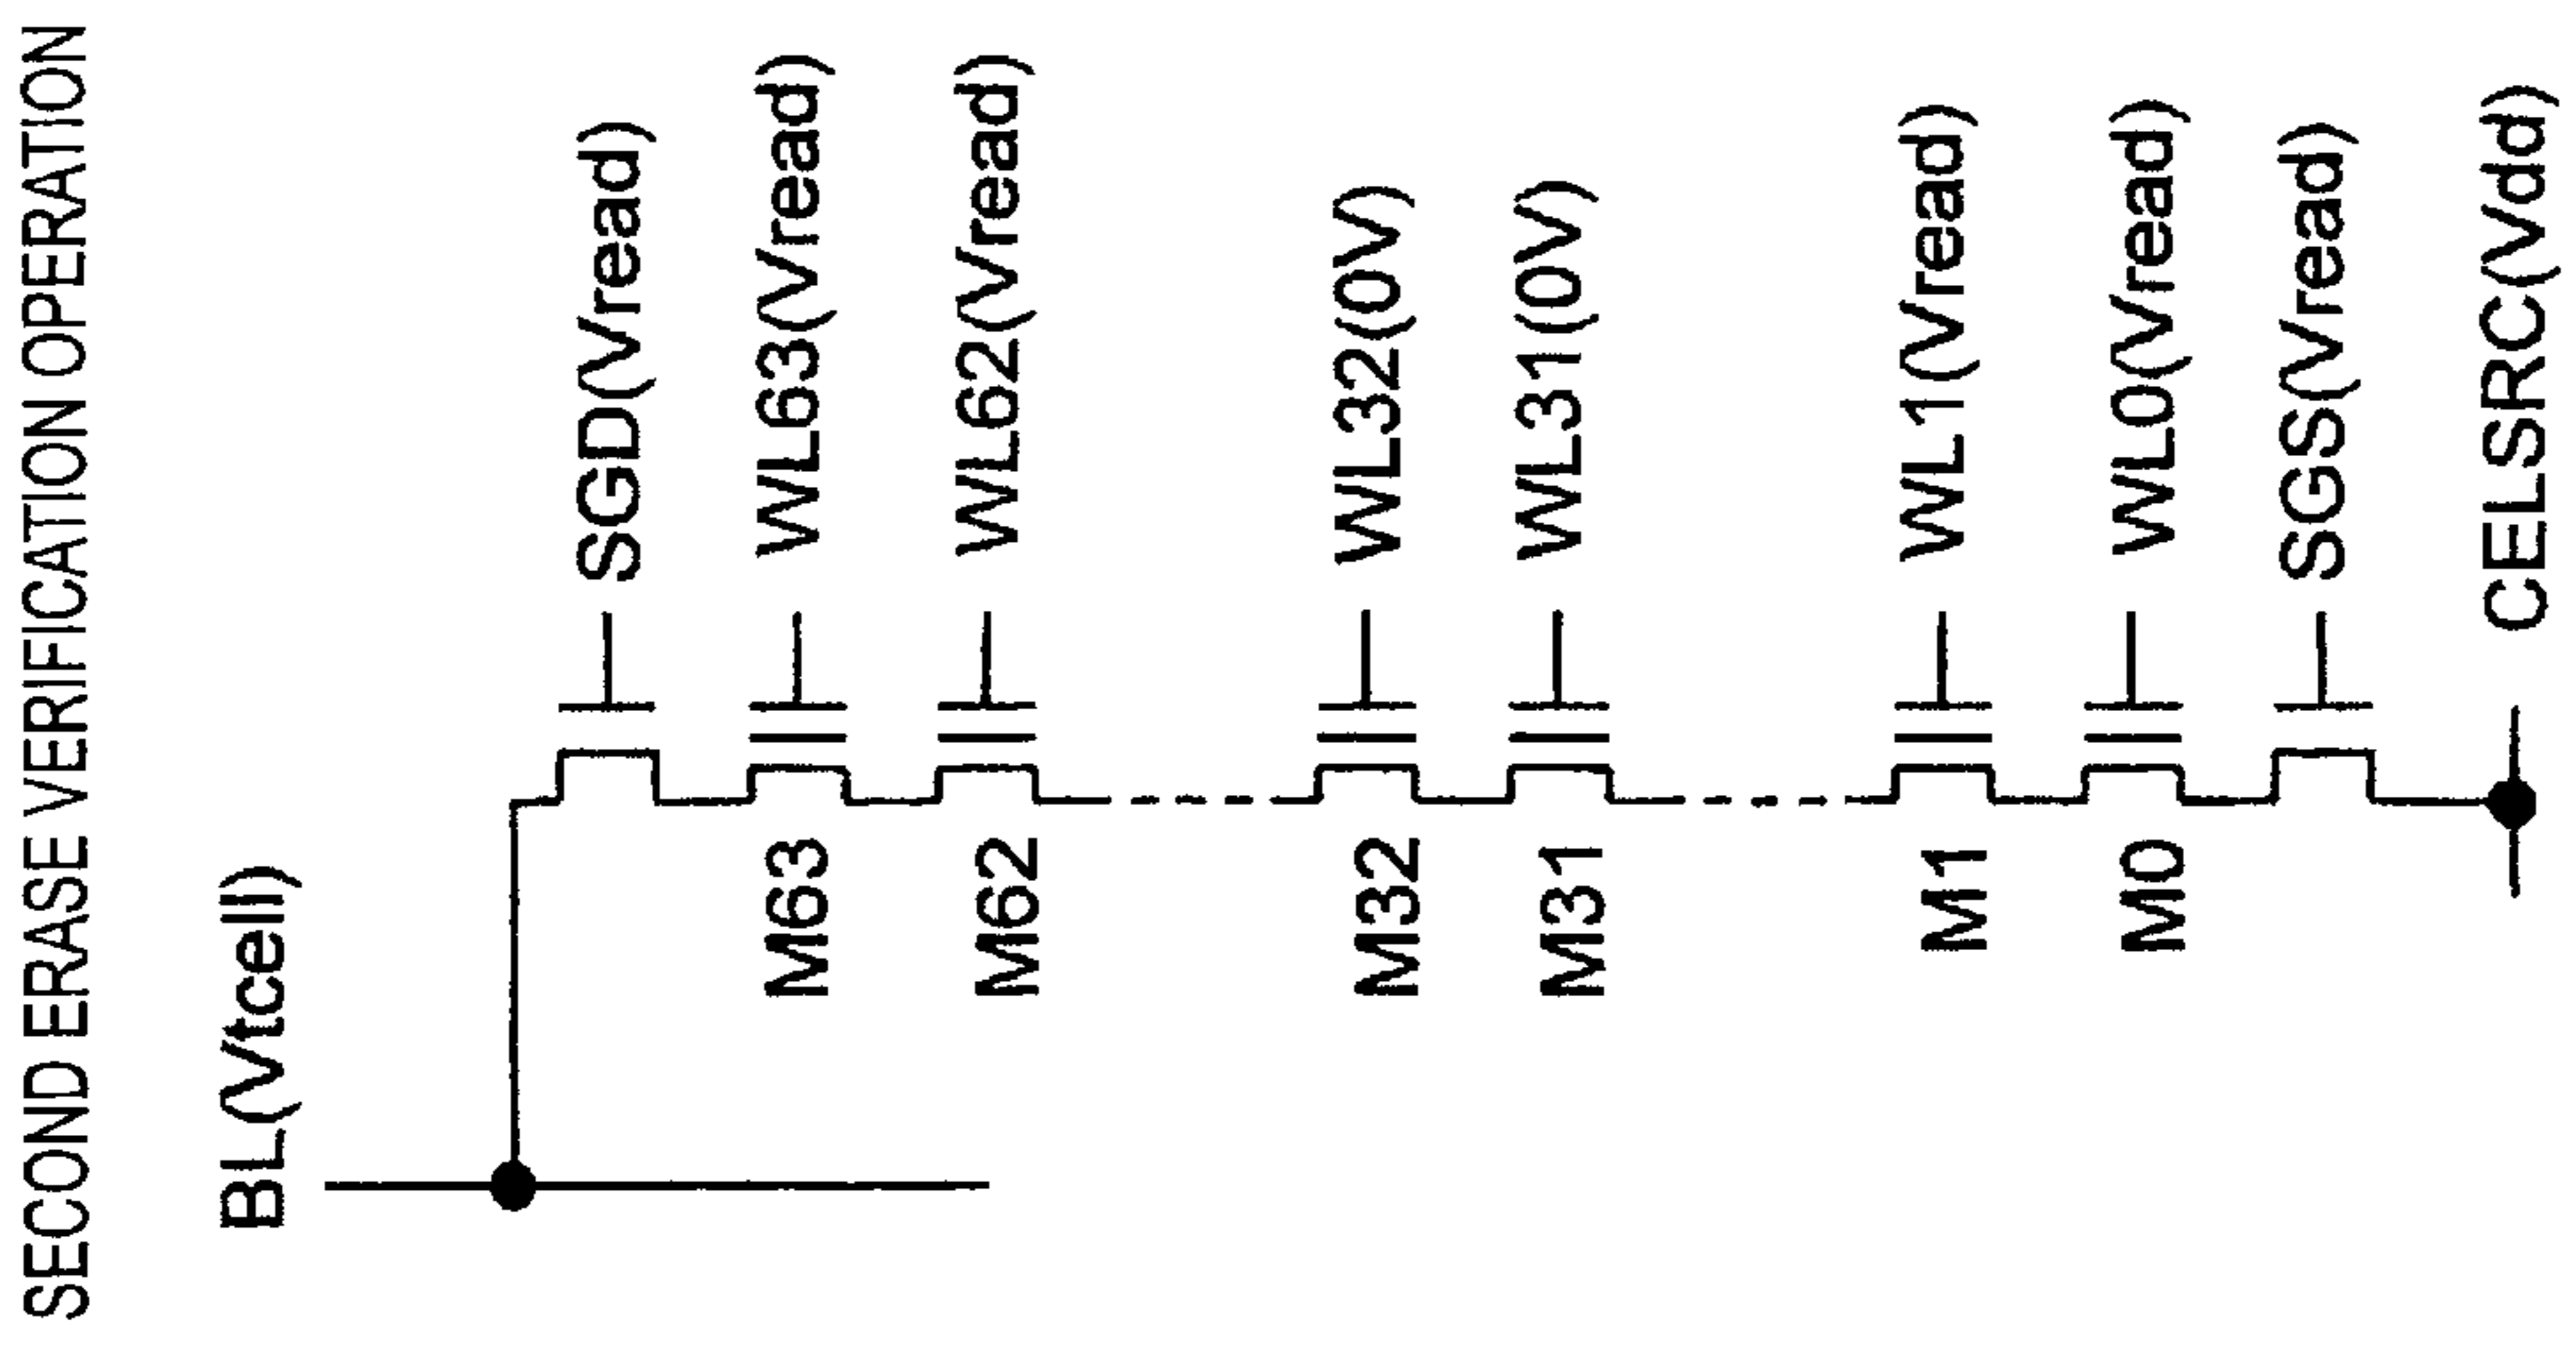 SECOND ERASE VERIFICATION OPERATION
BL(Vtcell)
SGD(Vread)
M63 WL63(Vread)
M62 WL62(Vread)
M32 WL32(0V)
M31 WL31(0V)
M1 WL1(Vread)
M0 WL0(Vread)
SGS(Vread)
CELSRC(Vdd)